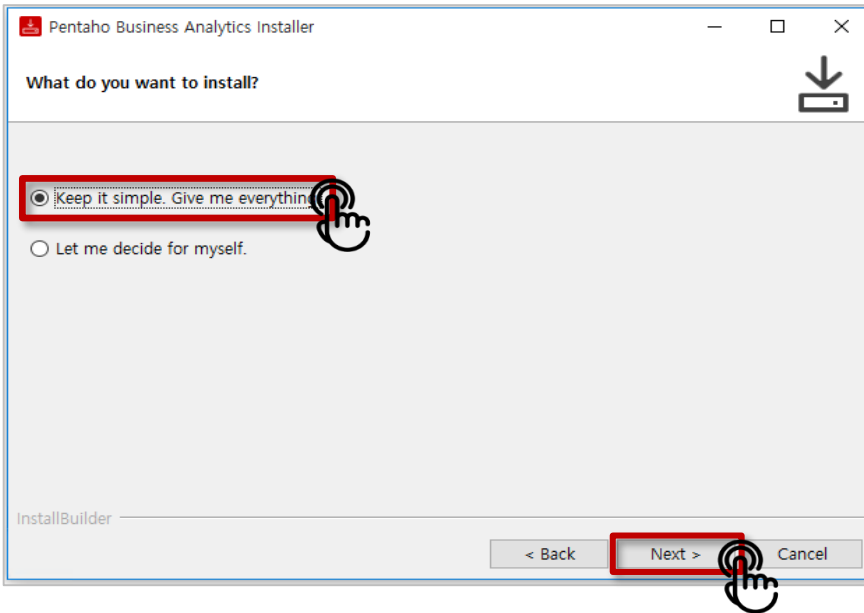 Pentaho Business Analytics Installer
What do you want to install?
Keep it simple. Give me everything
Let me decide for myself.
InstallBuilder
< Back
Next >
Cancel